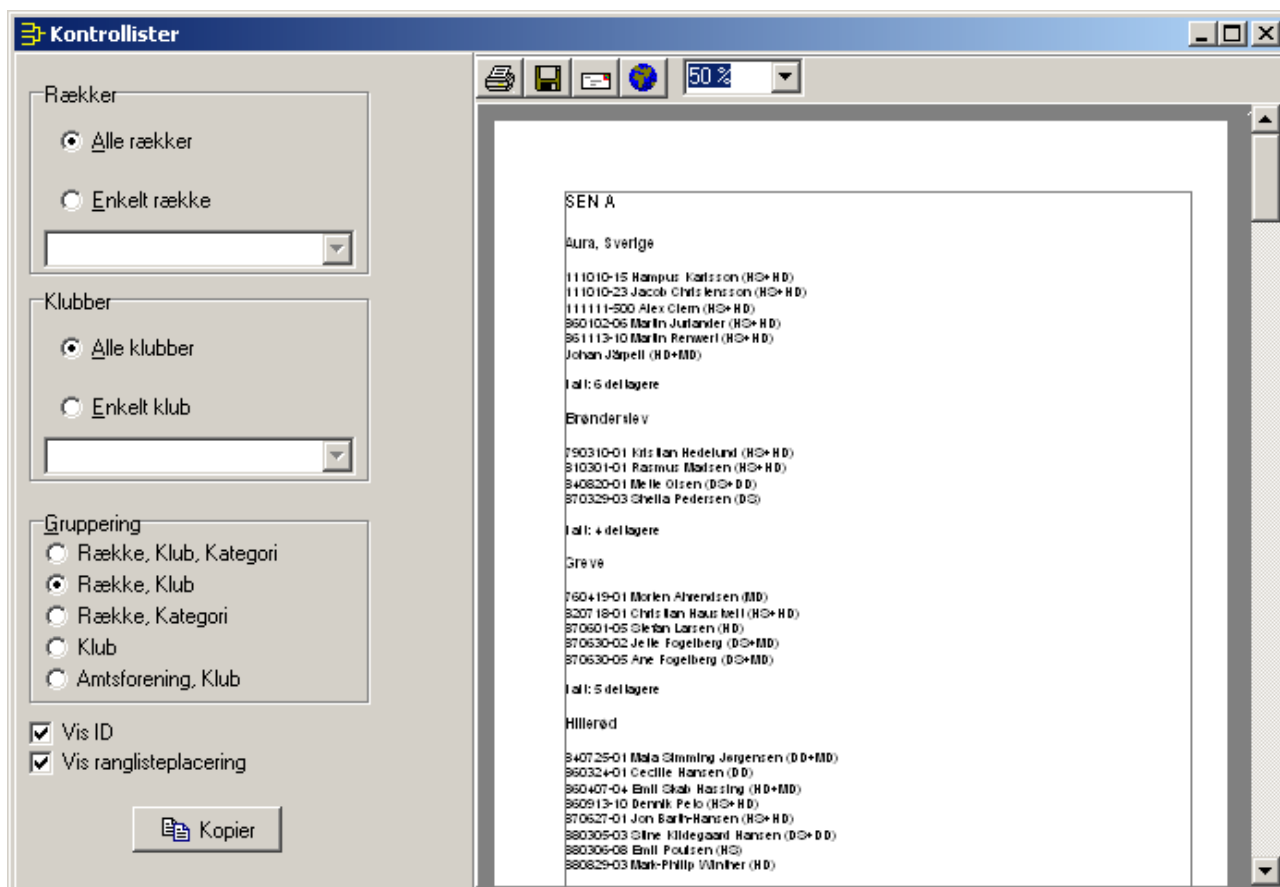 Kontrollister
Rækker
Alle rækker
Enkelt række
Klubber
Alle klubber
Enkelt klub
Gruppering
Række, Klub, Kategori
Række, Klub
Række, Kategori
Klub
Amtsforening, Klub
Vis ID
Vis ranglisteplacering
Kopier
50 %
SEN A
Aura, Sverige
111010-15 Hampus Karlsson (HS+HD)
111010-23 Jacob Christensson (HS+HD)
111111-500 Alex Clern (HS+HD)
860102-06 Martin Jurlander (HS+HD)
861113-10 Martin Renwert (HS+HD)
Johan Järpell (HD+MD)
I alt: 6 deltagere
Brønderslev
790310-01 Kristian Hedelund (HS+HD)
810301-01 Rasmus Madsen (HS+HD)
840820-01 Mette Olsen (DS+DD)
870329-03 Sheila Pedersen (DS)
I alt: 4 deltagere
Greve
760419-01 Morten Ahrendsen (MD)
820718-01 Christian (HS+HD)
870601-05 Stefan Larsen (HD)
870630-02 Jette Fogelberg (DS+MD)
870630-05 Ane Fogelberg (DS+MD)
I alt: 5 deltagere
Hillerød
840725-01 Maja Simming Jørgensen (DD+MD)
860324-01 Cecilie Hansen (DD)
860407-04 Emil Skab Hassing (HD+MD)
860913-10 Dennik Pelo (HS+HD)
870627-01 Jon Barth-Hansen (HS+HD)
880305-03 Stine Kildegaard Hansen (DS+DD)
880306-08 Emil Poulsen (HS)
880829-03 Mark-Philip Winther (HD)